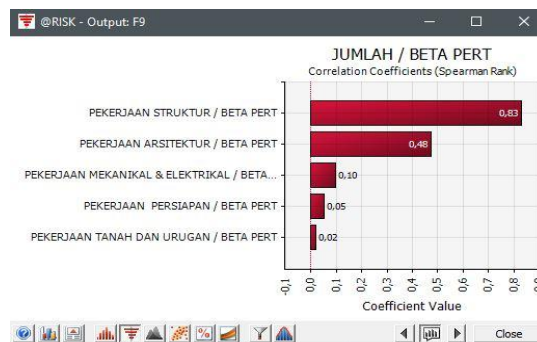 @RISK - Output: F9
JUMLAH / BETA PERT
Correlation Coefficients (Spearman Rank)
PEKERJAAN STRUKTUR / BETA PERT
0,83
PEKERJAAN ARSITEKTUR / BETA PERT
0,48
PEKERJAAN MEKANIKAL & ELEKTRIKAL / BETA...
0,10
PEKERJAAN PERSIAPAN / BETA PERT
0,05
PEKERJAAN TANAH DAN URUGAN / BETA PERT
0,02
-0,1
0,0
0,1
0,2
0,3
0,4
0,5
0,6
0,7
0,8
0,9
Coefficient Value
Close